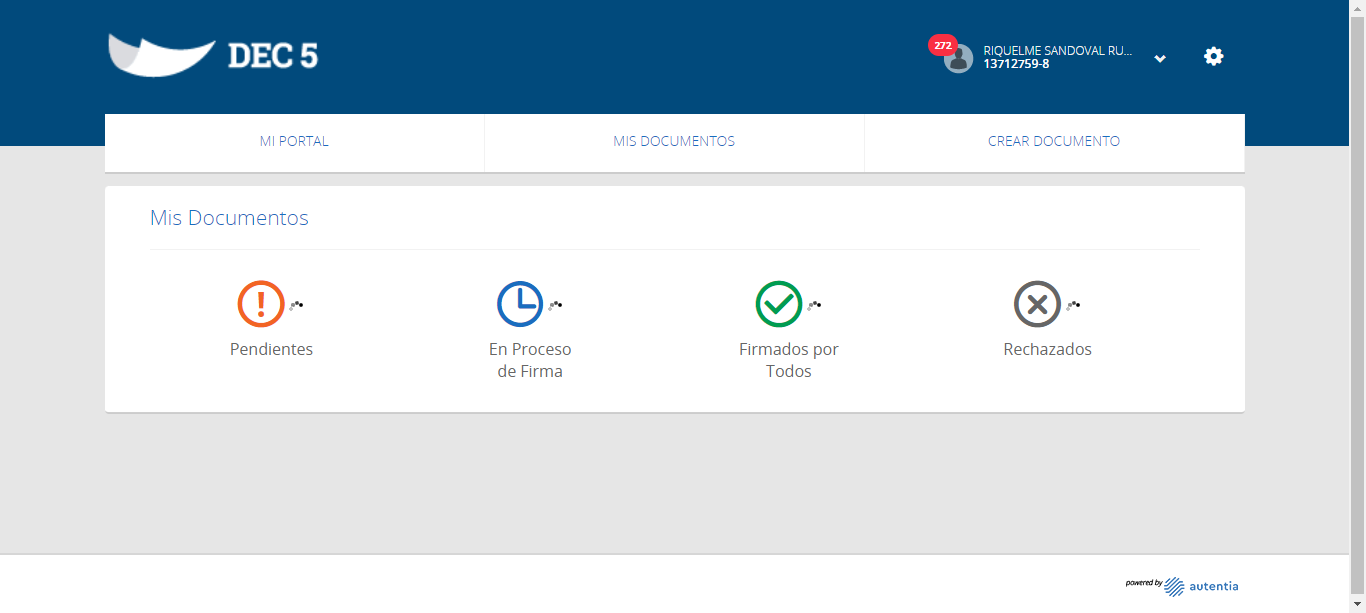 DEC 5
272
RIQUELME SANDOVAL RU...
13712759-8
MI PORTAL
MIS DOCUMENTOS
CREAR DOCUMENTO
Mis Documentos
Pendientes
En Proceso
de Firma
Firmados por
Todos
Rechazados
powered by autentia